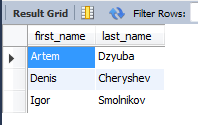 Result Grid Filter Rows:
first_name last_name
Artem Dzyuba
Denis Cheryshev
Igor Smolnikov